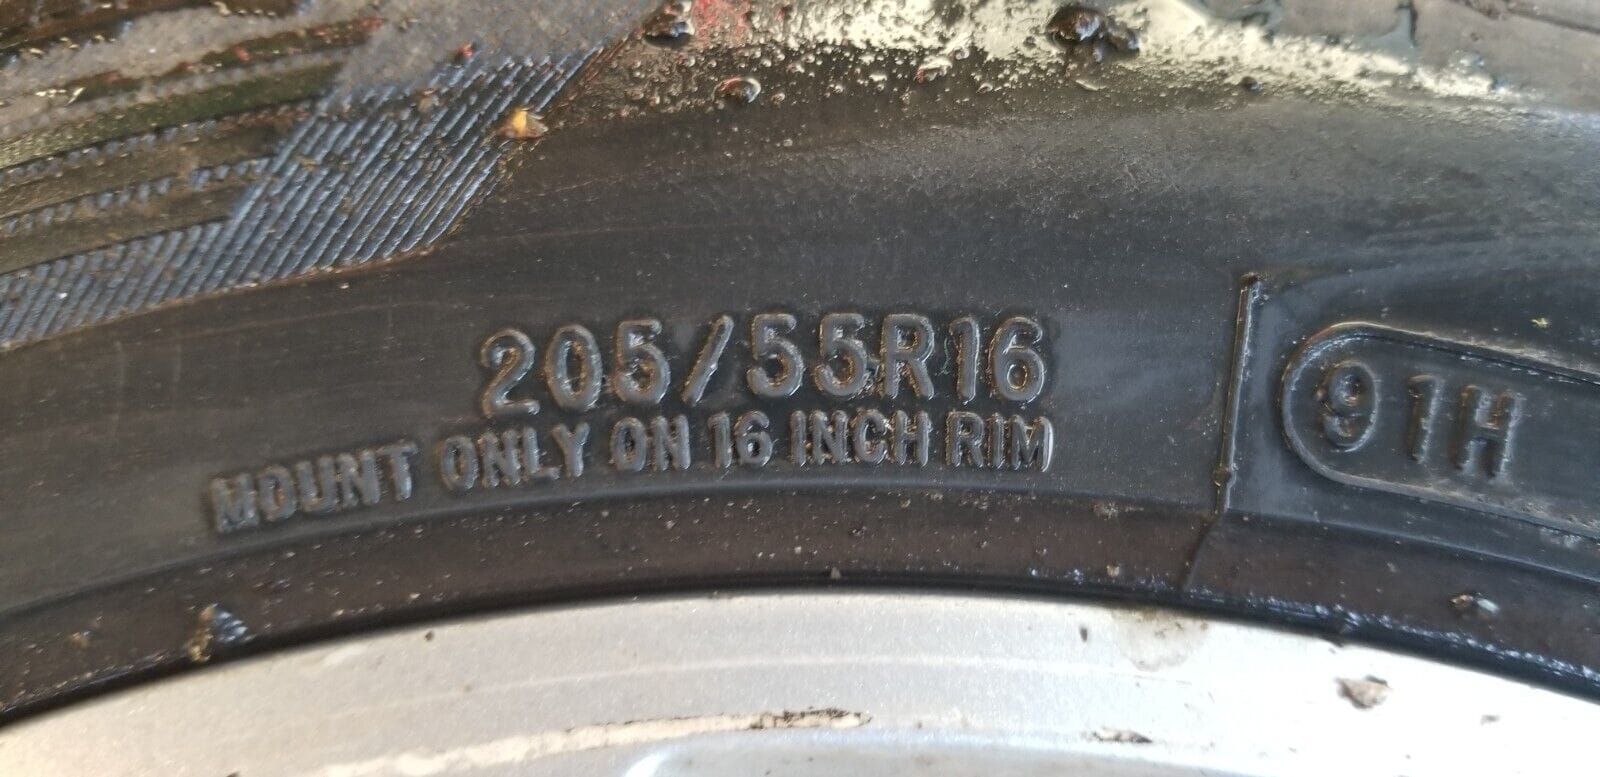 205/55R16
MOUNT ONLY ON 16 INCH RIM
91H